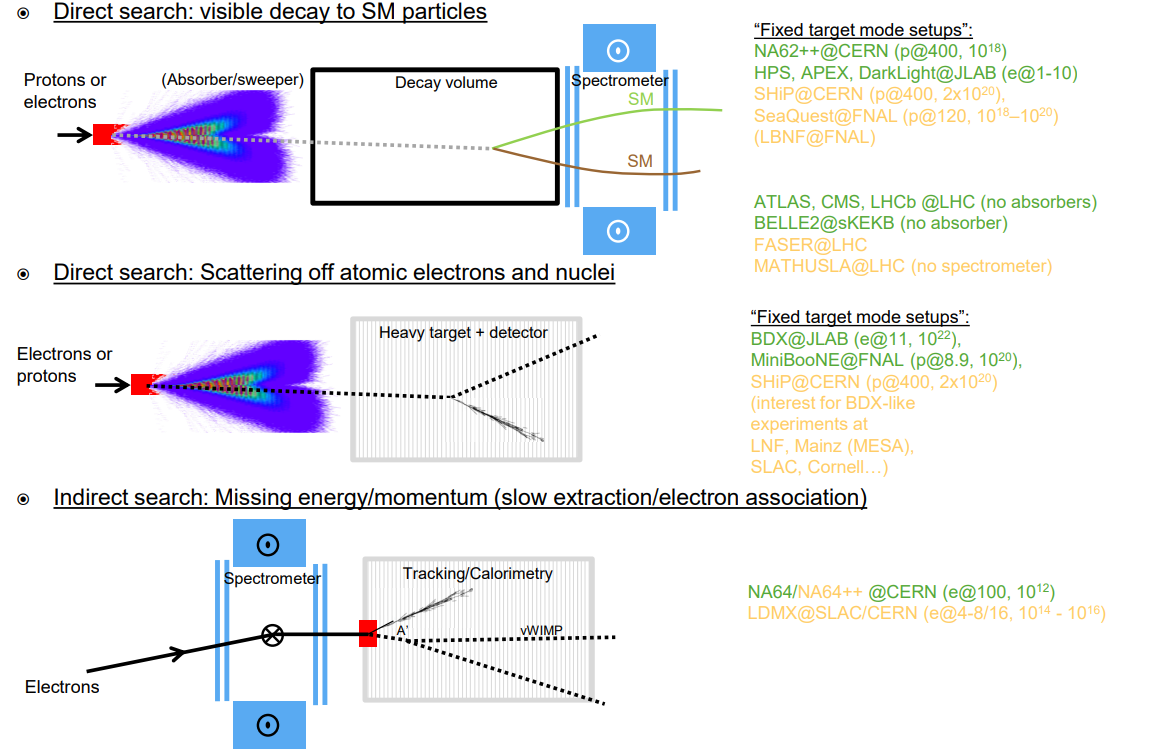 Direct search: visible decay to SM particles
Protons or
electrons
(Absorber/sweeper)
Decay volume
Spectrometer
SM
SM
“Fixed target mode setups”:
NA62++@CERN (p@400, 10¹⁸)
HPS, APEX, DarkLight@JLAB (e@1-10)
SHiP@CERN (p@400, 2x10²⁰),
SeaQuest@FNAL (p@120, 10¹⁸–10²⁰)
(LBNF@FNAL)
ATLAS, CMS, LHCb @LHC (no absorbers)
BELLE2@sKEKB (no absorber)
FASER@LHC
MATHUSLA@LHC (no spectrometer)
Direct search: Scattering off atomic electrons and nuclei
Electrons or
protons
Heavy target + detector
“Fixed target mode setups”:
BDX@JLAB (e@11, 10²²),
MiniBooNE@FNAL (p@8.9, 10²⁰),
SHiP@CERN (p@400, 2x10²⁰)
(interest for BDX-like
experiments at
LNF, Mainz (MESA),
SLAC, Cornell…)
Indirect search: Missing energy/momentum (slow extraction/electron association)
Spectrometer
Electrons
Tracking/Calorimetry
A’
vWIMP
NA64/NA64++ @CERN (e@100, 10¹²)
LDMX@SLAC/CERN (e@4-8/16, 10¹⁴ - 10¹⁶)